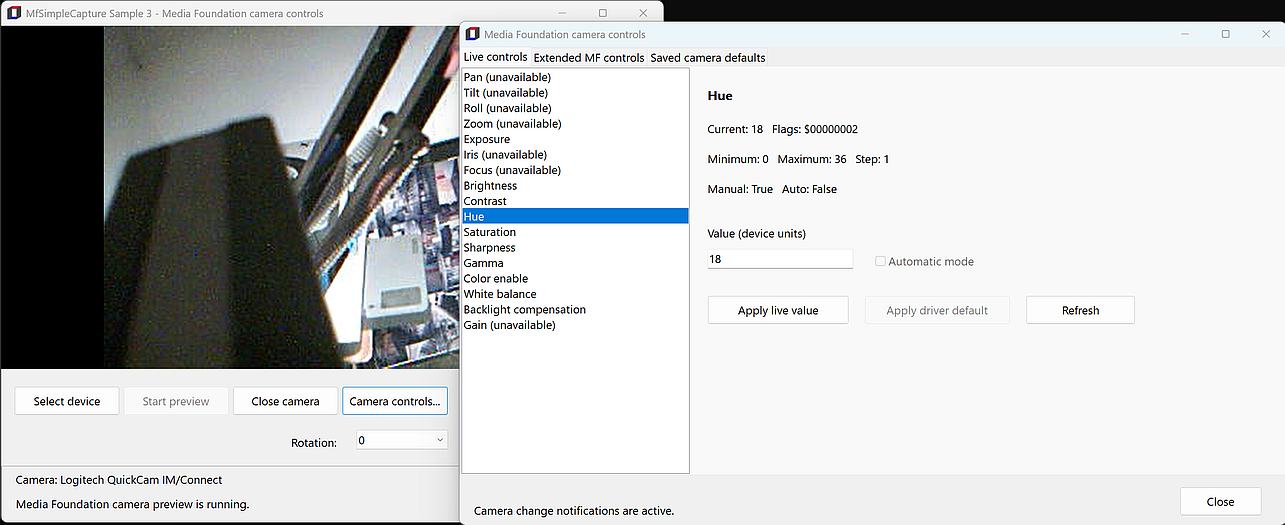 MfSimpleCapture Sample 3 - Media Foundation camera controls
Select device
Start preview
Close camera
Camera controls...
Rotation:
0
Camera: Logitech QuickCam IM/Connect
Media Foundation camera preview is running.
Media Foundation camera controls
Live controls
Extended MF controls
Saved camera defaults
Pan (unavailable)
Tilt (unavailable)
Roll (unavailable)
Zoom (unavailable)
Exposure
Iris (unavailable)
Focus (unavailable)
Brightness
Contrast
Hue
Saturation
Sharpness
Gamma
Color enable
White balance
Backlight compensation
Gain (unavailable)
Hue
Current: 18 Flags: $00000002
Minimum: 0 Maximum: 36 Step: 1
Manual: True Auto: False
Value (device units)
18
Automatic mode
Apply live value
Apply driver default
Refresh
Camera change notifications are active.
Close